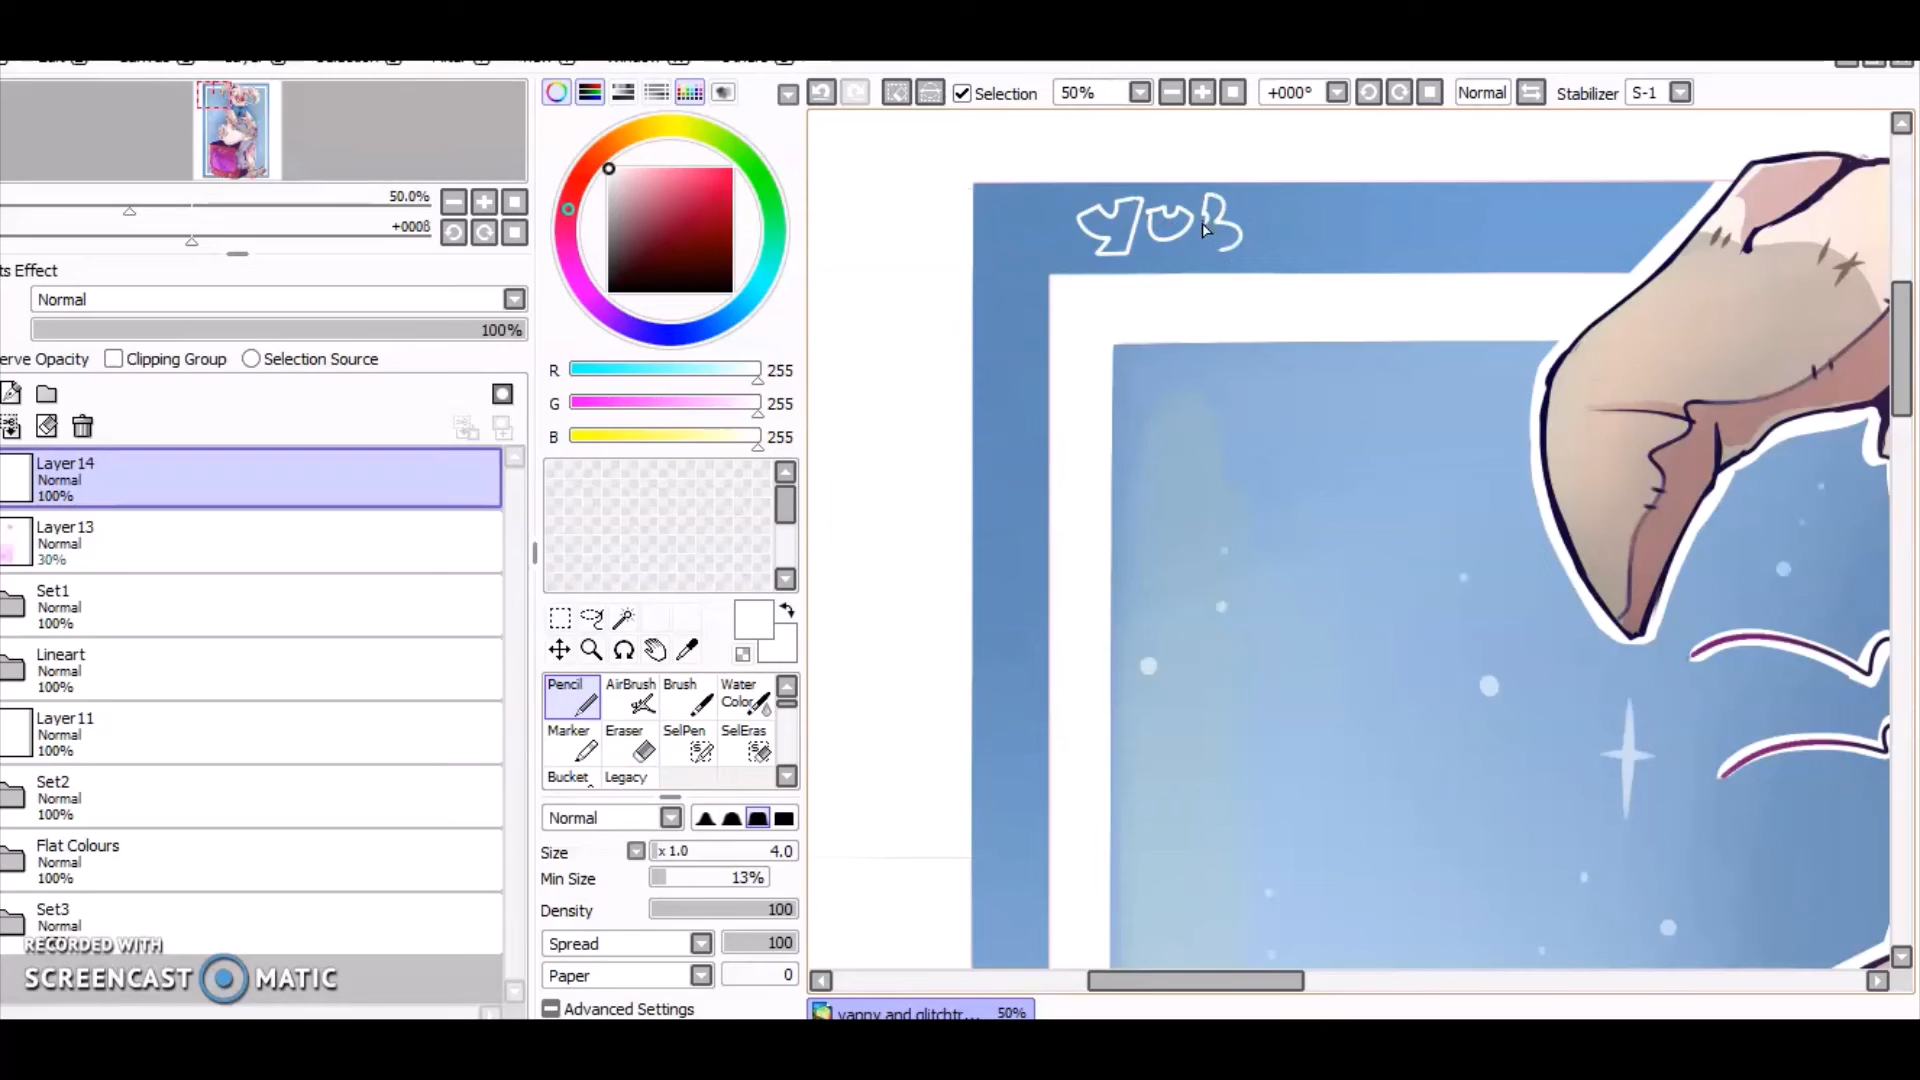 50%
+000°
Normal
Stabilizer
S-1
Selection
50.0%
+0008
ts Effect
Normal
100%
erve Opacity
Clipping Group
Selection Source
Layer14
Normal
100%
Layer13
Normal
30%
Set1
Normal
100%
Lineart
Normal
100%
Layer11
Normal
100%
Set2
Normal
100%
Flat Colours
Normal
100%
Set3
Normal
RECORDED WITH
SCREENCAST MATIC
R 255
G 255
B 255
Pencil AirBrush Brush Water Color
Marker Eraser SelPen SelEras
Bucket Legacy
Normal
Size x 1.0 4.0
Min Size 13%
Density 100
Spread 100
Paper 0
Advanced Settings
vanny and glitchtr... 50%